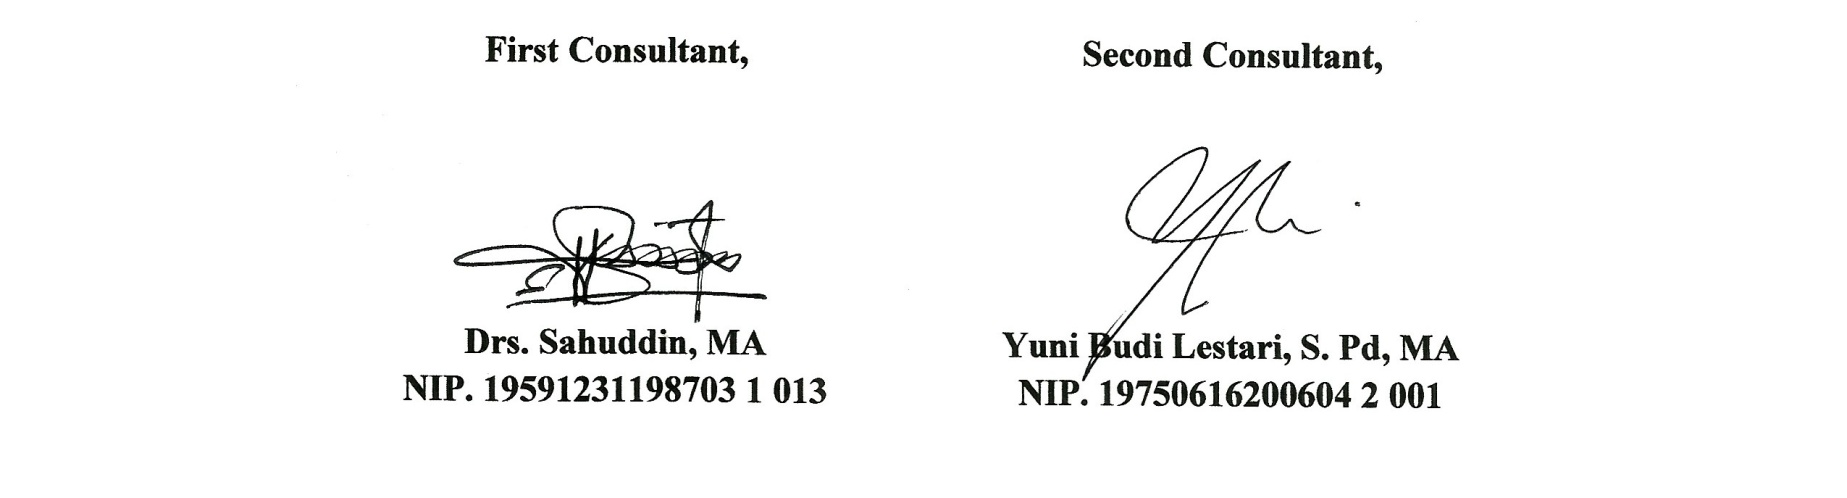 First Consultant,
Second Consultant,
Drs. Sahuddin, MA
Yuni Budi Lestari, S. Pd, MA
NIP. 19591231198703 1 013
NIP. 19750616200604 2 001